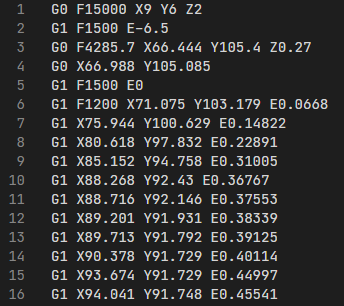 1 G0 F15000 X9 Y6 Z2
2 G1 F1500 E-6.5
3 G0 F4285.7 X66.444 Y105.4 Z0.27
4 G0 X66.988 Y105.085
5 G1 F1500 E0
6 G1 F1200 X71.075 Y103.179 E0.0668
7 G1 X75.944 Y100.629 E0.14822
8 G1 X80.618 Y97.832 E0.22891
9 G1 X85.152 Y94.758 E0.31005
10 G1 X88.268 Y92.43 E0.36767
11 G1 X88.716 Y92.146 E0.37553
12 G1 X89.201 Y91.931 E0.38339
13 G1 X89.713 Y91.792 E0.39125
14 G1 X90.378 Y91.729 E0.40114
15 G1 X93.674 Y91.729 E0.44997
16 G1 X94.041 Y91.748 E0.45541